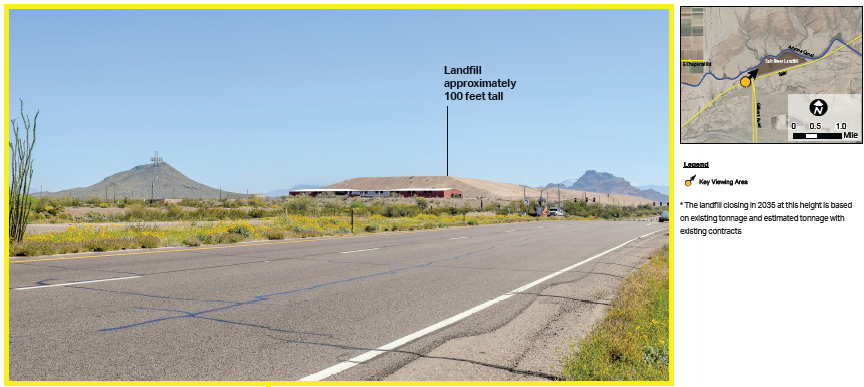 Landfill
approximately
100 feet tall
Arizona Canal
E Chaparral Rd
Salt River Landfill
N
0 0.5 1.0
Mile
Legend
Key Viewing Area
* The landfill closing in 2035 at this height is based
on existing tonnage and estimated tonnage with
existing contracts